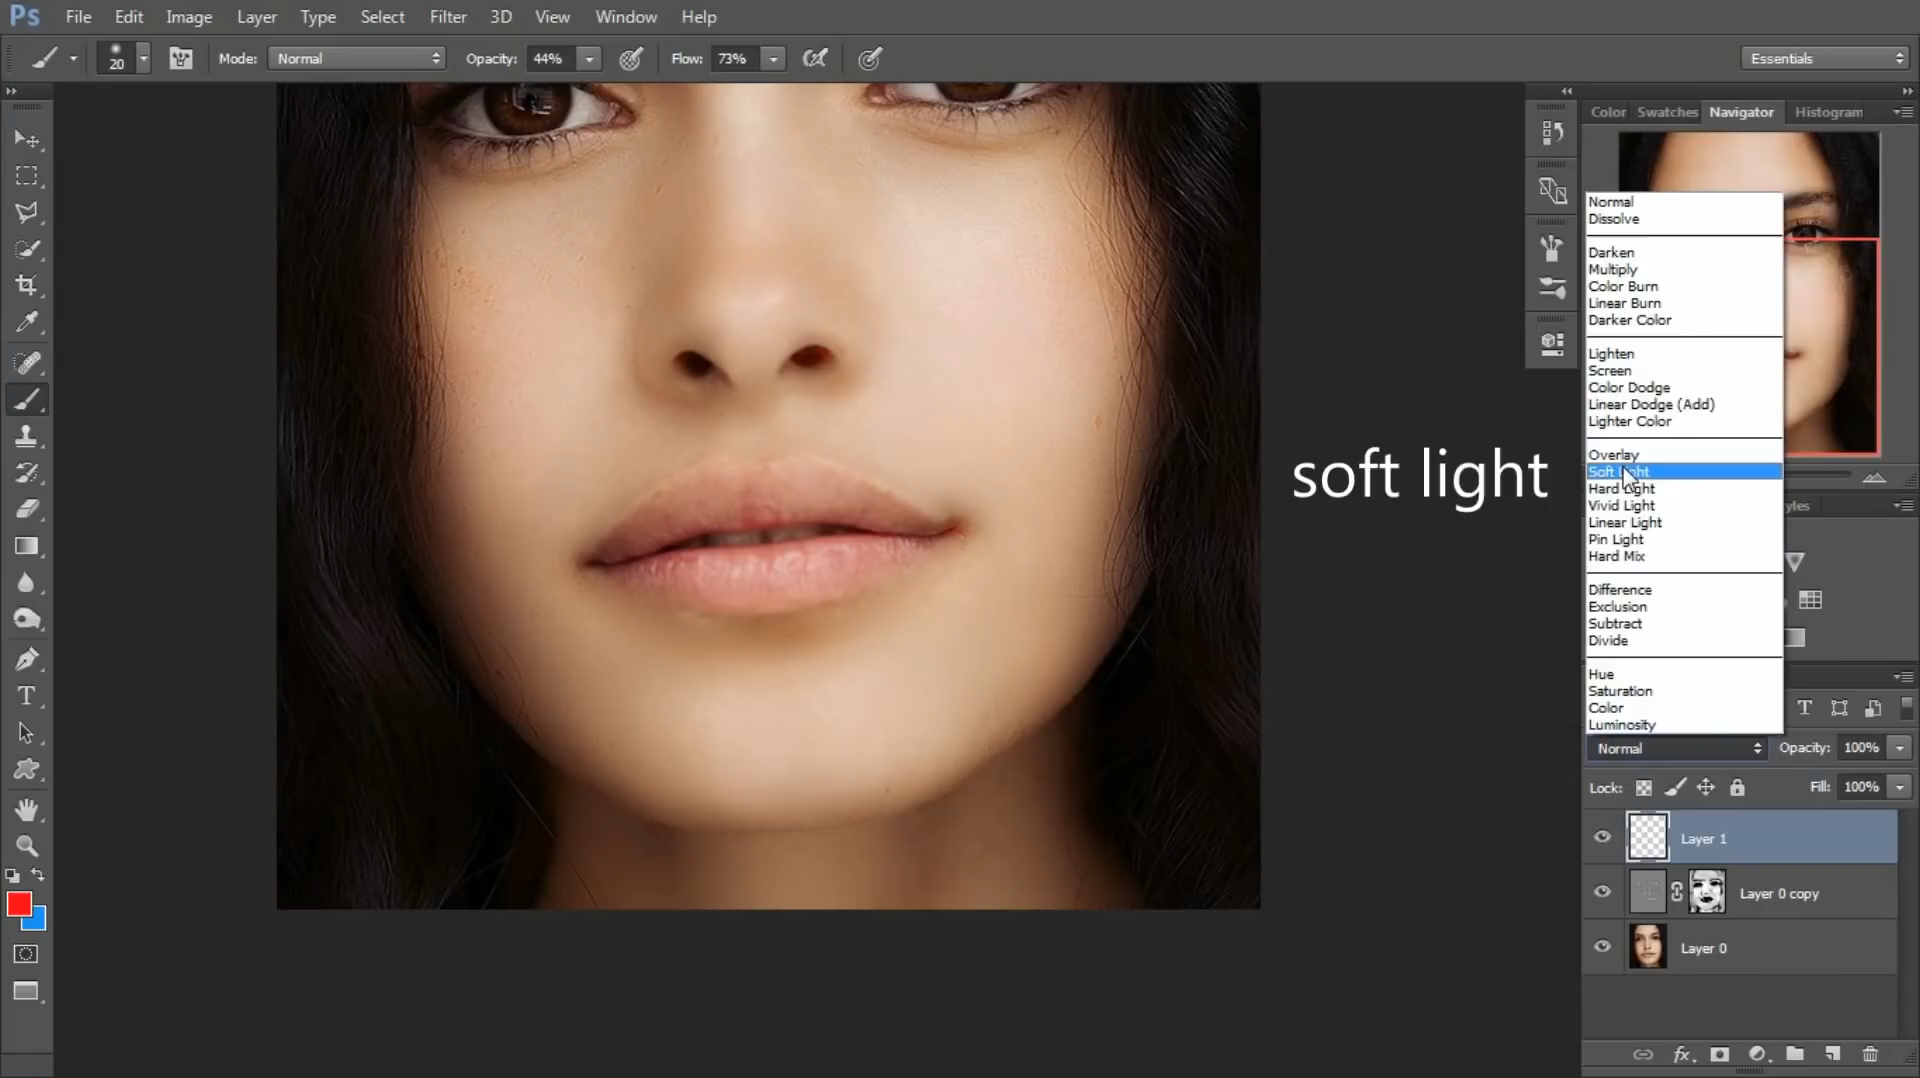 Ps File Edit Image Layer Type Select Filter 3D View Window Help
20 Mode: Normal Opacity: 44% Flow: 73% Essentials
Color Swatches Navigator Histogram
Normal
Dissolve
Darken
Multiply
Color Burn
Linear Burn
Darker Color
Lighten
Screen
Color Dodge
Linear Dodge (Add)
Lighter Color
Overlay
soft light
Soft Light
Hard Light
Vivid Light
yles
Linear Light
Pin Light
Hard Mix
Difference
Exclusion
Subtract
Divide
Hue
Saturation
Color
Luminosity
Normal Opacity: 100%
Lock: Fill: 100%
Layer 1
Layer 0 copy
Layer 0
fx